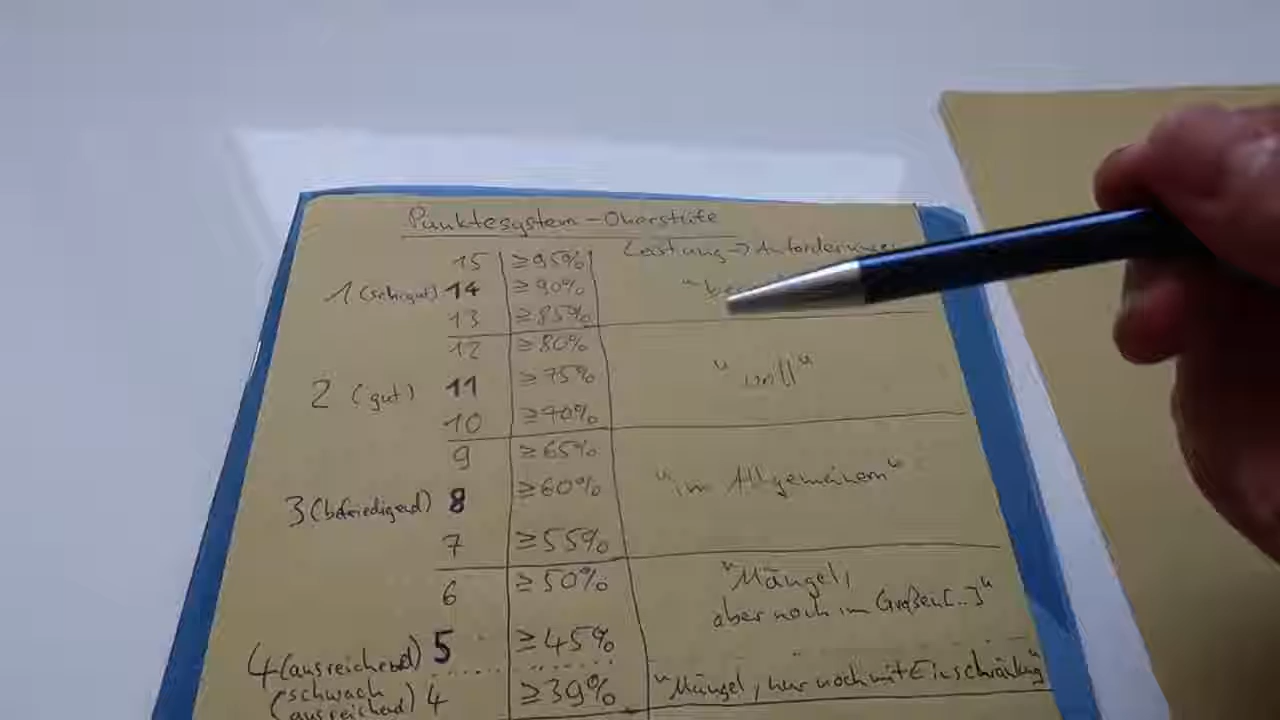 Punktesystem - Oberstufe
Leistung → Anforderungen
15 ≥95%
1 (sehr gut) 14 ≥90%
13 ≥85%
12 ≥80%
2 (gut) 11 ≥75% "voll"
10 ≥70%
9 ≥65%
3 (befriedigend) 8 ≥60% "im Allgemeinen"
7 ≥55%
6 ≥50% "Mängel,
aber noch im Großen [..]"
4 (ausreichend) 5 ≥45%
(schwach
(ausreichend) 4 ≥39% "Mängel, nur noch mit Einschränkung"